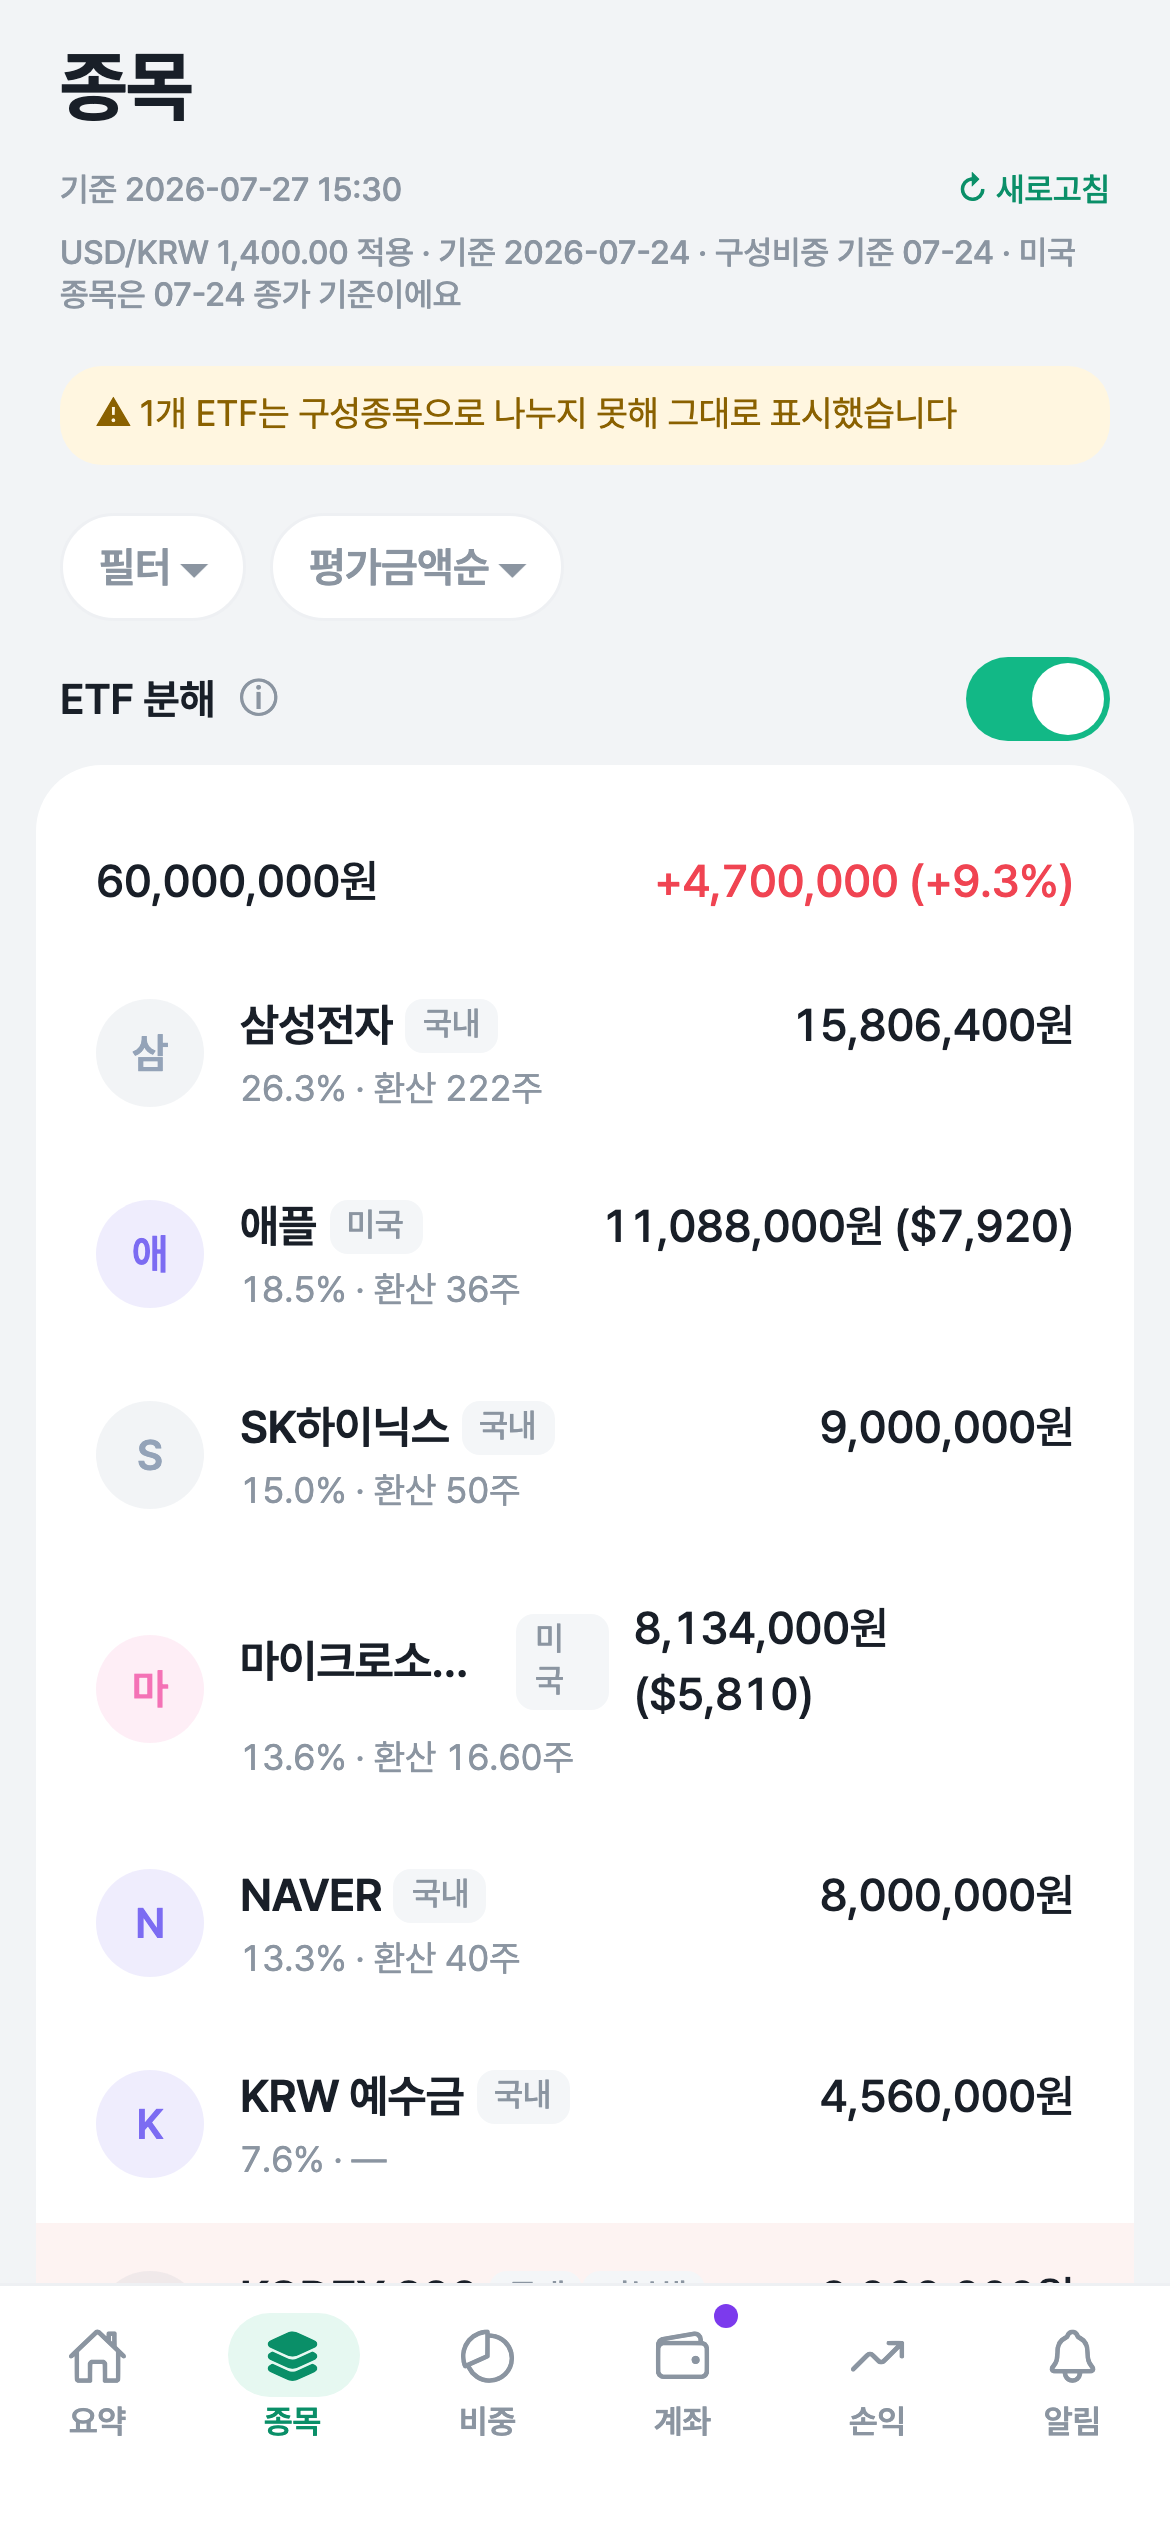 종목
기준 2026-07-27 15:30
새로고침
USD/KRW 1,400.00 적용 · 기준 2026-07-24 · 구성비중 기준 07-24 · 미국
종목은 07-24 종가 기준이에요
1개 ETF는 구성종목으로 나누지 못해 그대로 표시했습니다
필터
평가금액순
ETF 분해
60,000,000원
+4,700,000 (+9.3%)
삼
삼성전자 국내
15,806,400원
26.3% · 환산 222주
애
애플 미국
11,088,000원 ($7,920)
18.5% · 환산 36주
S
SK하이닉스 국내
9,000,000원
15.0% · 환산 50주
마
마이크로소...
미
국
8,134,000원
($5,810)
13.6% · 환산 16.60주
N
NAVER 국내
8,000,000원
13.3% · 환산 40주
K
KRW 예수금 국내
4,560,000원
7.6% · —
요약
종목
비중
계좌
손익
알림